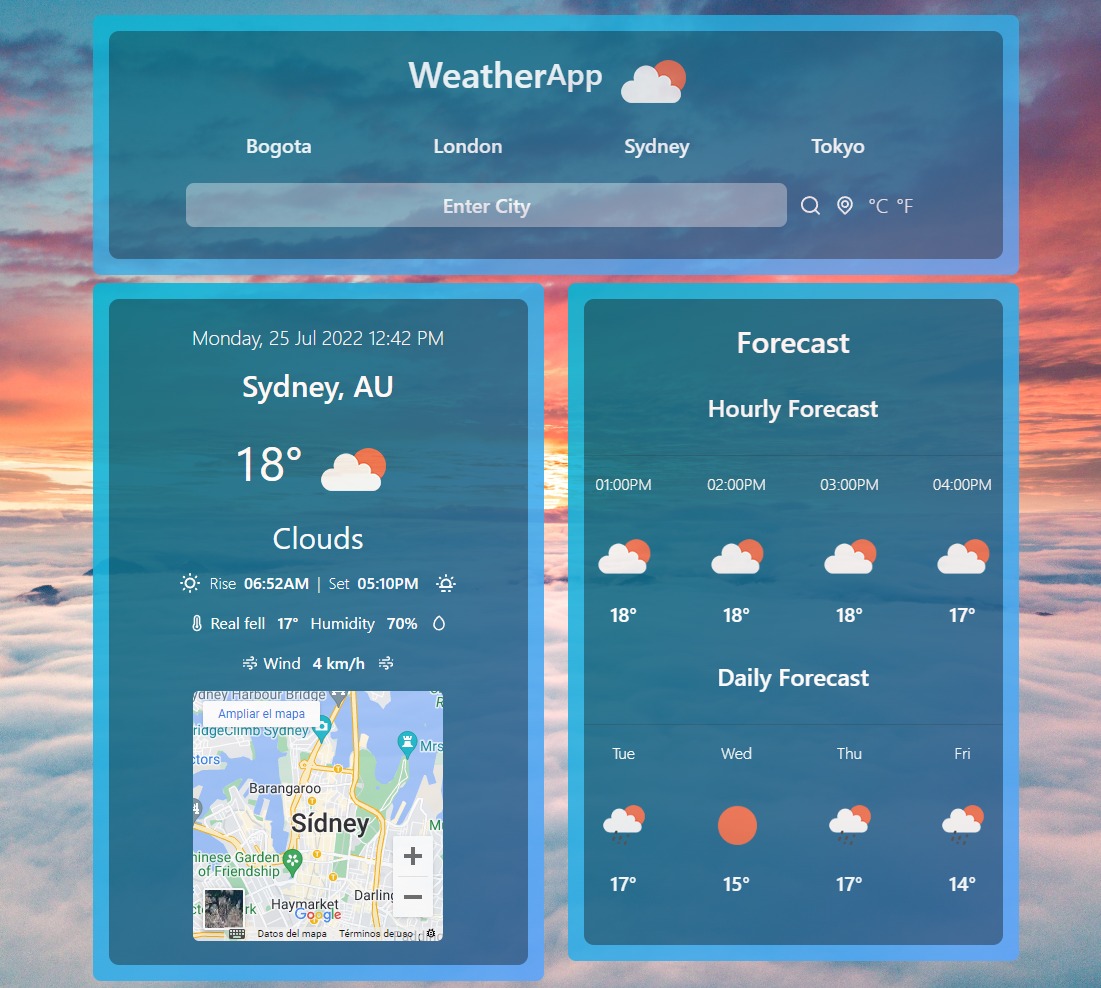 WeatherApp
Bogota London Sydney Tokyo
Enter City °C °F
Monday, 25 Jul 2022 12:42 PM
Sydney, AU
18°
Clouds
Rise 06:52AM | Set 05:10PM
Real fell 17° Humidity 70%
Wind 4 km/h
ydney Harbour Bridge
Ampliar el mapa
ridgeClimb Sydney
Mrs
ctors
Barangaroo
Sídney
hinese Garden
of Friendship
Haymarket
Darling
Google
Datos del mapa Términos de uso
Forecast
Hourly Forecast
01:00PM 02:00PM 03:00PM 04:00PM
18° 18° 18° 17°
Daily Forecast
Tue Wed Thu Fri
17° 15° 17° 14°